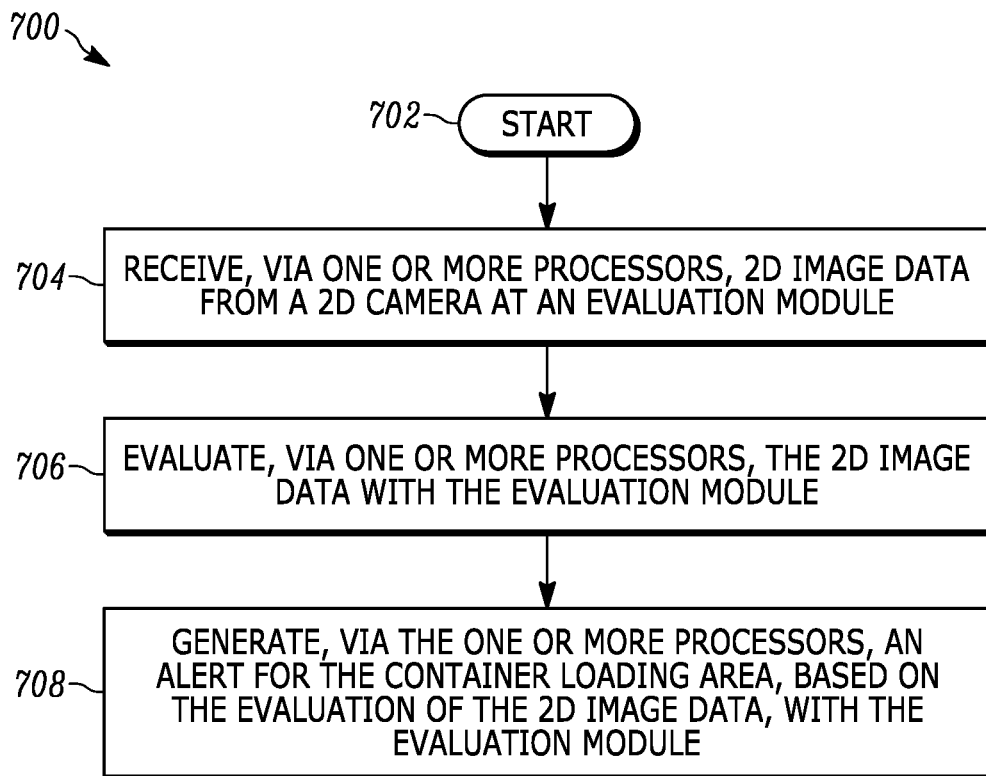 700
702
START
704
RECEIVE, VIA ONE OR MORE PROCESSORS, 2D IMAGE DATA
FROM A 2D CAMERA AT AN EVALUATION MODULE
706
EVALUATE, VIA ONE OR MORE PROCESSORS, THE 2D IMAGE
DATA WITH THE EVALUATION MODULE
708
GENERATE, VIA THE ONE OR MORE PROCESSORS, AN
ALERT FOR THE CONTAINER LOADING AREA, BASED ON
THE EVALUATION OF THE 2D IMAGE DATA, WITH THE
EVALUATION MODULE